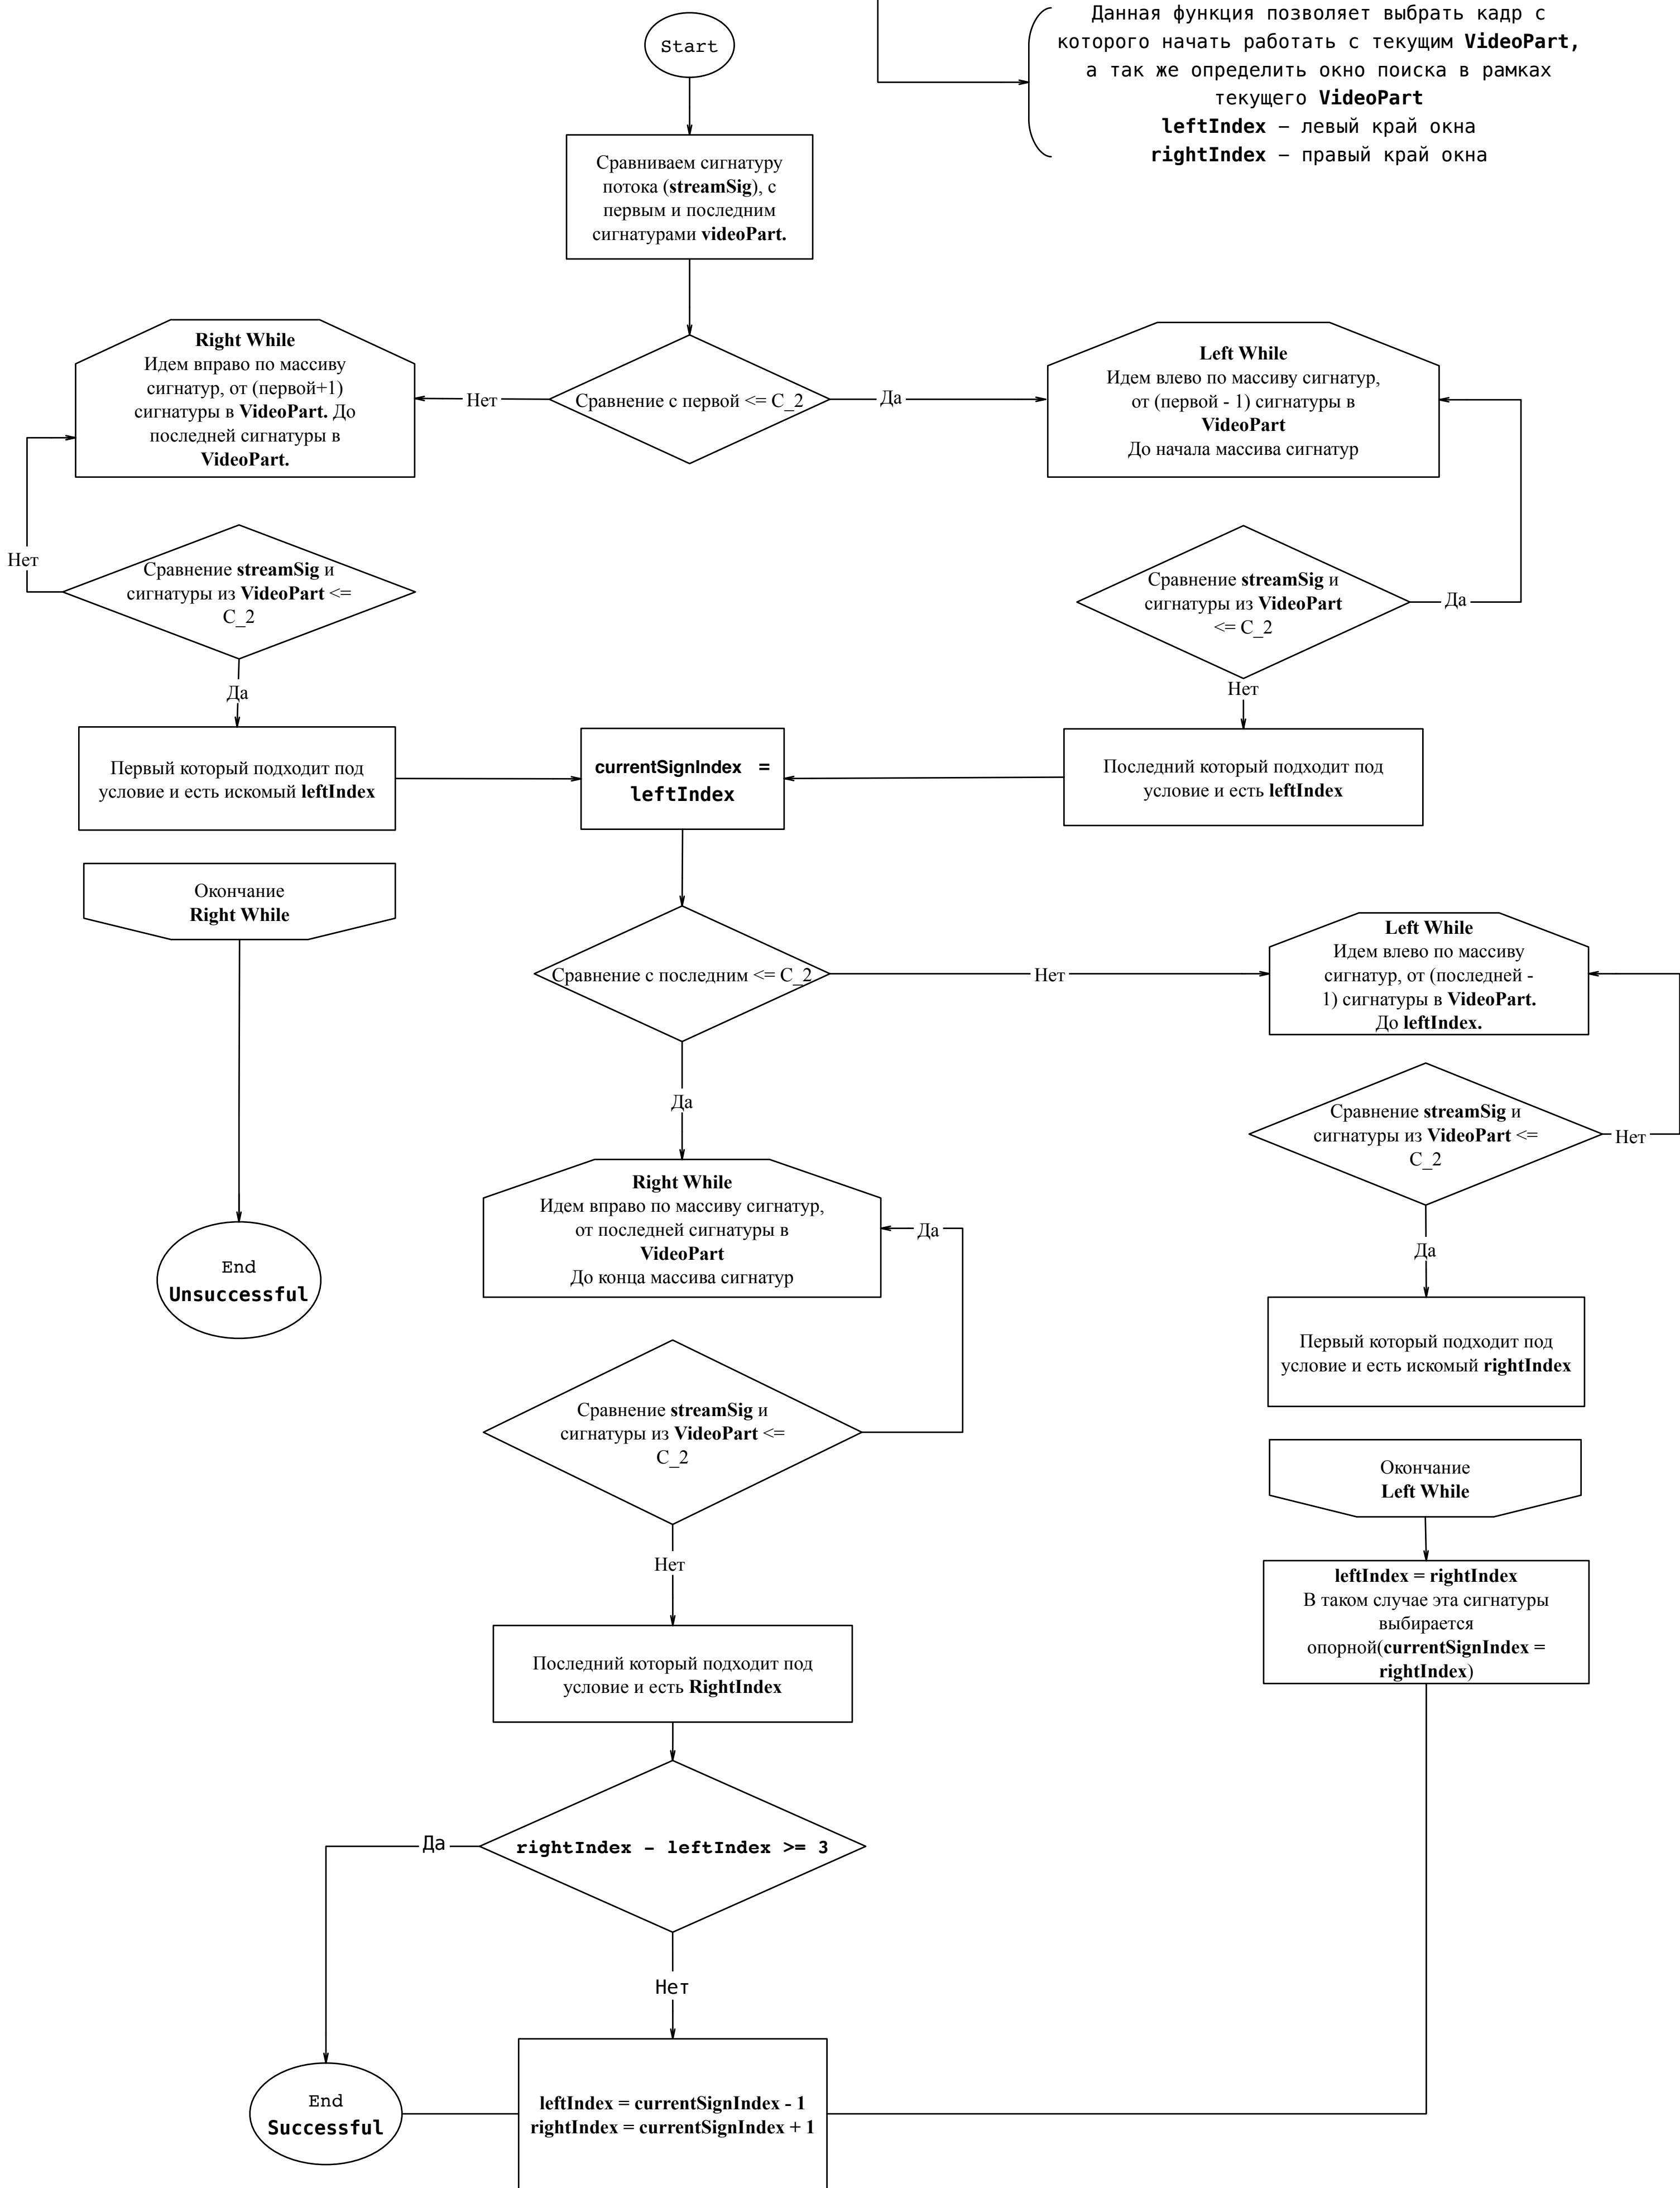 Start
Данная функция позволяет выбрать кадр с
которого начать работать с текущим VideoPart,
а так же определить окно поиска в рамках
текущего VideoPart
leftIndex – левый край окна
rightIndex – правый край окна
Сравниваем сигнатуру
потока (streamSig), с
первым и последним
сигнатурами videoPart.
Right While
Идем вправо по массиву
сигнатур, от (первой+1)
сигнатуры в VideoPart. До
последней сигнатуры в
VideoPart.
Нет
Сравнение с первой <= C_2
Да
Left While
Идем влево по массиву сигнатур,
от (первой - 1) сигнатуры в
VideoPart
До начала массива сигнатур
Нет
Сравнение streamSig и
сигнатуры из VideoPart <=
C_2
Да
Сравнение streamSig и
сигнатуры из VideoPart
<= C_2
Да
Нет
Первый который подходит под
условие и есть искомый leftIndex
currentSignIndex =
leftIndex
Последний который подходит под
условие и есть leftIndex
Окончание
Right While
Сравнение с последним <= C_2
Нет
Left While
Идем влево по массиву
сигнатур, от (последней -
1) сигнатуры в VideoPart.
До leftIndex.
Да
Сравнение streamSig и
сигнатуры из VideoPart <=
C_2
Нет
Да
Right While
Идем вправо по массиву сигнатур,
от последней сигнатуры в
VideoPart
До конца массива сигнатур
Да
End
Unsuccessful
Первый который подходит под
условие и есть искомый rightIndex
Сравнение streamSig и
сигнатуры из VideoPart <=
C_2
Окончание
Left While
Нет
leftIndex = rightIndex
В таком случае эта сигнатуры
выбирается
опорной(currentSignIndex =
rightIndex)
Последний который подходит под
условие и есть RightIndex
Да
rightIndex - leftIndex >= 3
Нет
End
Successful
leftIndex = currentSignIndex - 1
rightIndex = currentSignIndex + 1